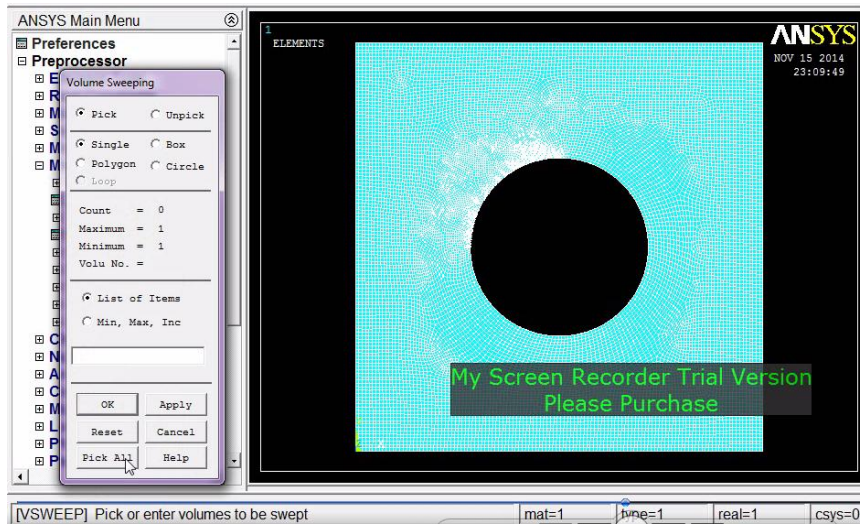 ANSYS Main Menu
Preferences
Preprocessor
E
R
M
S
M
M
C
N
A
C
M
L
P
P
Volume Sweeping
Pick Unpick
Single Box
Polygon Circle
Loop
Count = 0
Maximum = 1
Minimum = 1
Volu No. =
List of Items
Min, Max, Inc
OK Apply
Reset Cancel
Pick All Help
1
ELEMENTS
ANSYS
NOV 15 2014
23:09:49
My Screen Recorder Trial Version
Please Purchase
X
[VSWEEP] Pick or enter volumes to be swept mat=1 type=1 real=1 csys=0